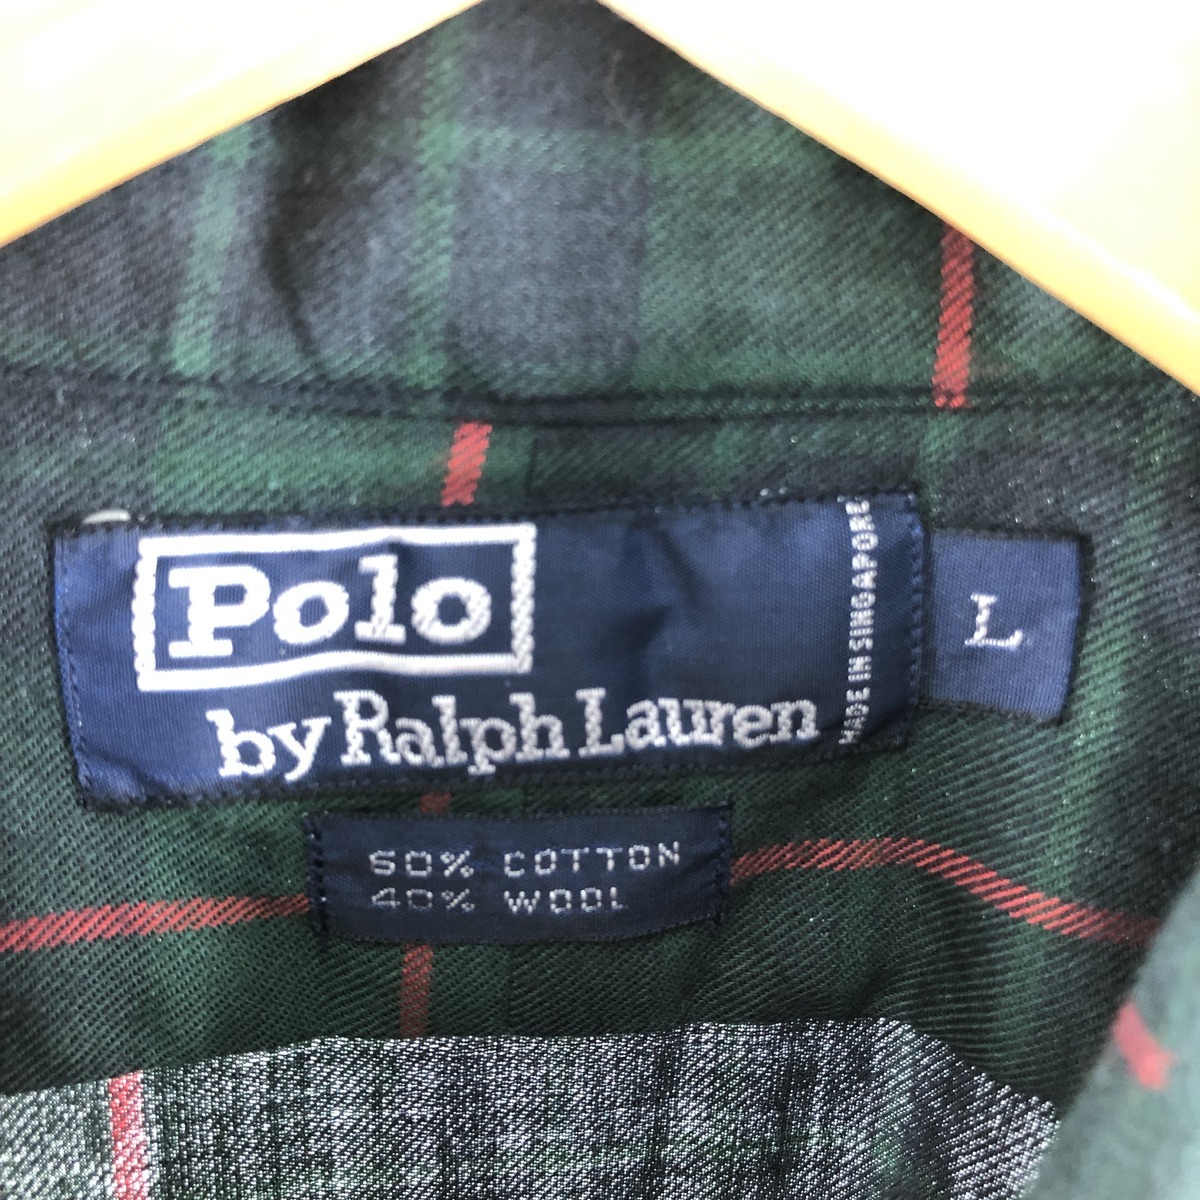 Polo
by Ralph Lauren
MADE IN SINGAPORE
L
60% COTTON
40% WOOL